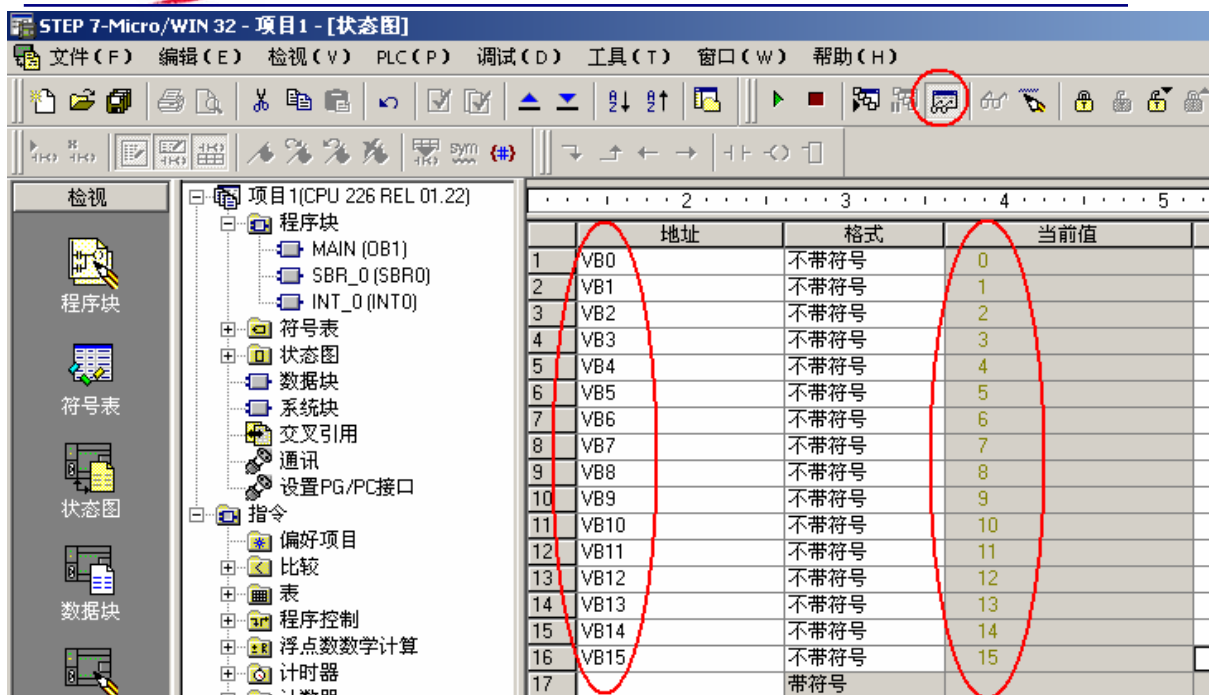 STEP 7-Micro/WIN 32 - 项目1 - [状态图]
文件(F) 编辑(E) 检视(V) PLC(P) 调试(D) 工具(T) 窗口(W) 帮助(H)
sym
检视
程序块
符号表
状态图
数据块
项目1(CPU 226 REL 01.22)
程序块
MAIN (OB1)
SBR_0 (SBR0)
INT_0 (INT0)
符号表
状态图
数据块
系统块
交叉引用
通讯
设置PG/PC接口
指令
偏好项目
比较
表
程序控制
浮点数数学计算
计时器
计数器
2 3 4 5
地址 格式 当前值
1 VB0 不带符号 0
2 VB1 不带符号 1
3 VB2 不带符号 2
4 VB3 不带符号 3
5 VB4 不带符号 4
6 VB5 不带符号 5
7 VB6 不带符号 6
8 VB7 不带符号 7
9 VB8 不带符号 8
10 VB9 不带符号 9
11 VB10 不带符号 10
12 VB11 不带符号 11
13 VB12 不带符号 12
14 VB13 不带符号 13
15 VB14 不带符号 14
16 VB15 不带符号 15
17 带符号